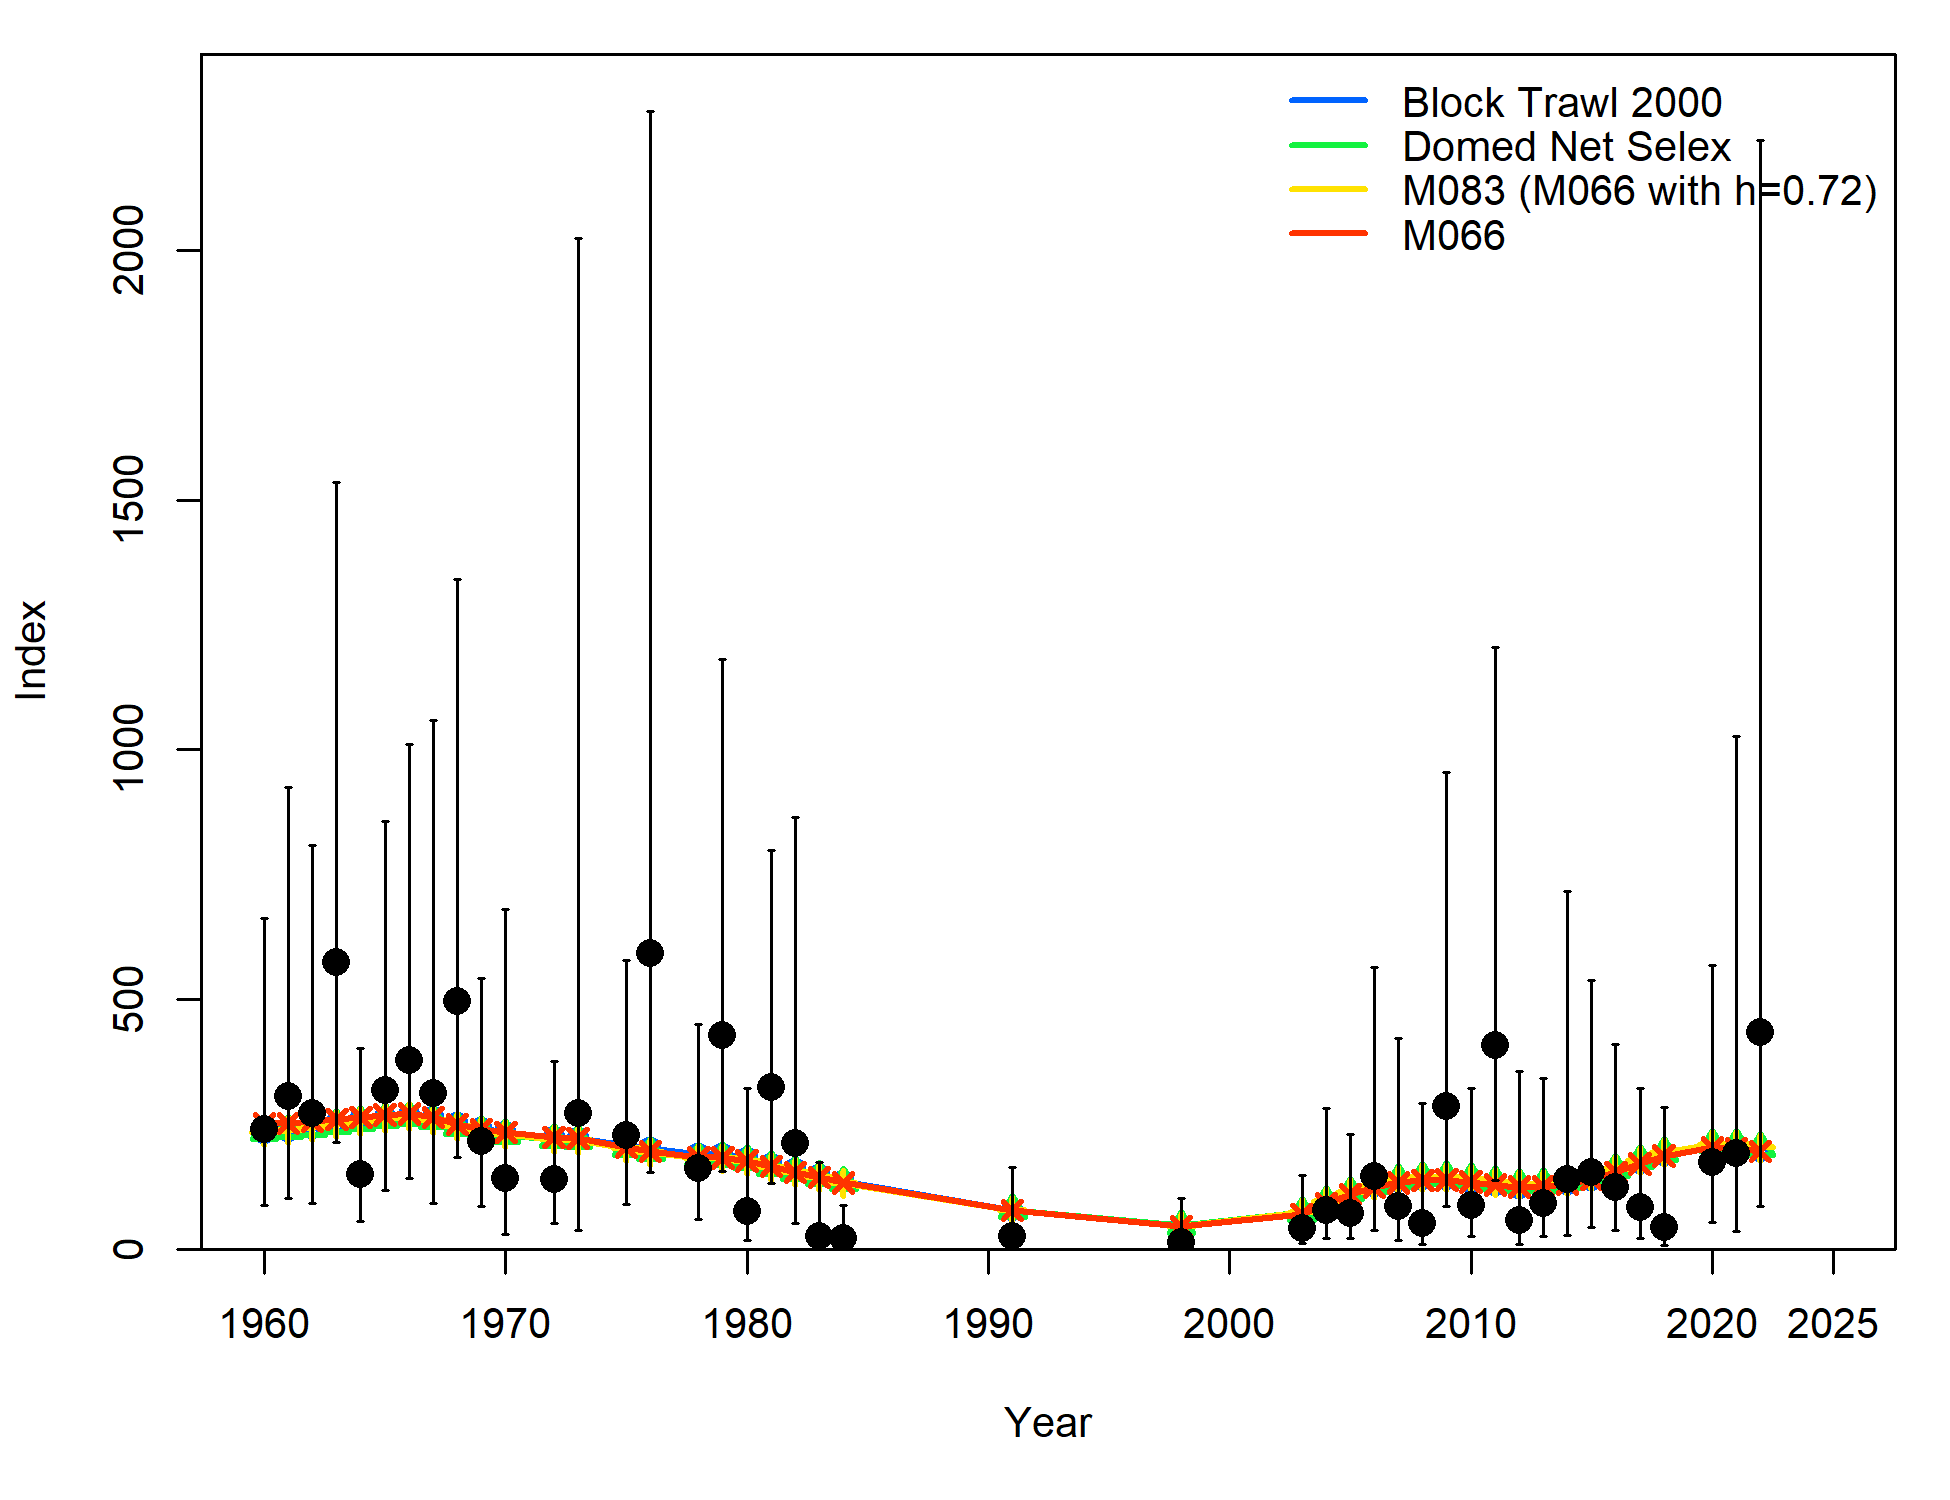 Block Trawl 2000
Domed Net Selex
M083 (M066 with h=0.72)
M066
2000
1500
1000
500
0
Index
1960 1970 1980 1990 2000 2010 2020 2025
Year